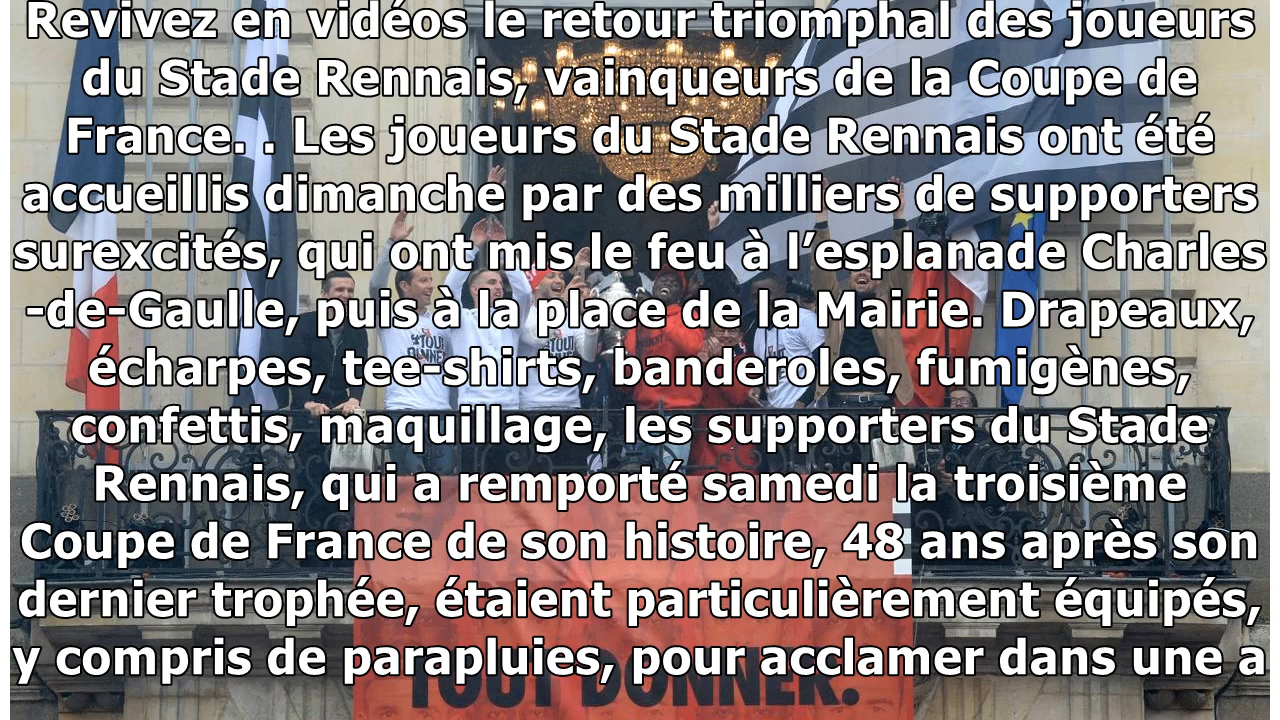 Revivez en vidéos le retour triomphal des joueurs
du Stade Rennais, vainqueurs de la Coupe de
France. . Les joueurs du Stade Rennais ont été
accueillis dimanche par des milliers de supporters
surexcités, qui ont mis le feu à l’esplanade Charles
-de-Gaulle, puis à la place de la Mairie. Drapeaux,
écharpes, tee-shirts, banderoles, fumigènes,
confettis, maquillage, les supporters du Stade
Rennais, qui a remporté samedi la troisième
Coupe de France de son histoire, 48 ans après son
dernier trophée, étaient particulièrement équipés,
y compris de parapluies, pour acclamer dans une a
TOUT DONNER.